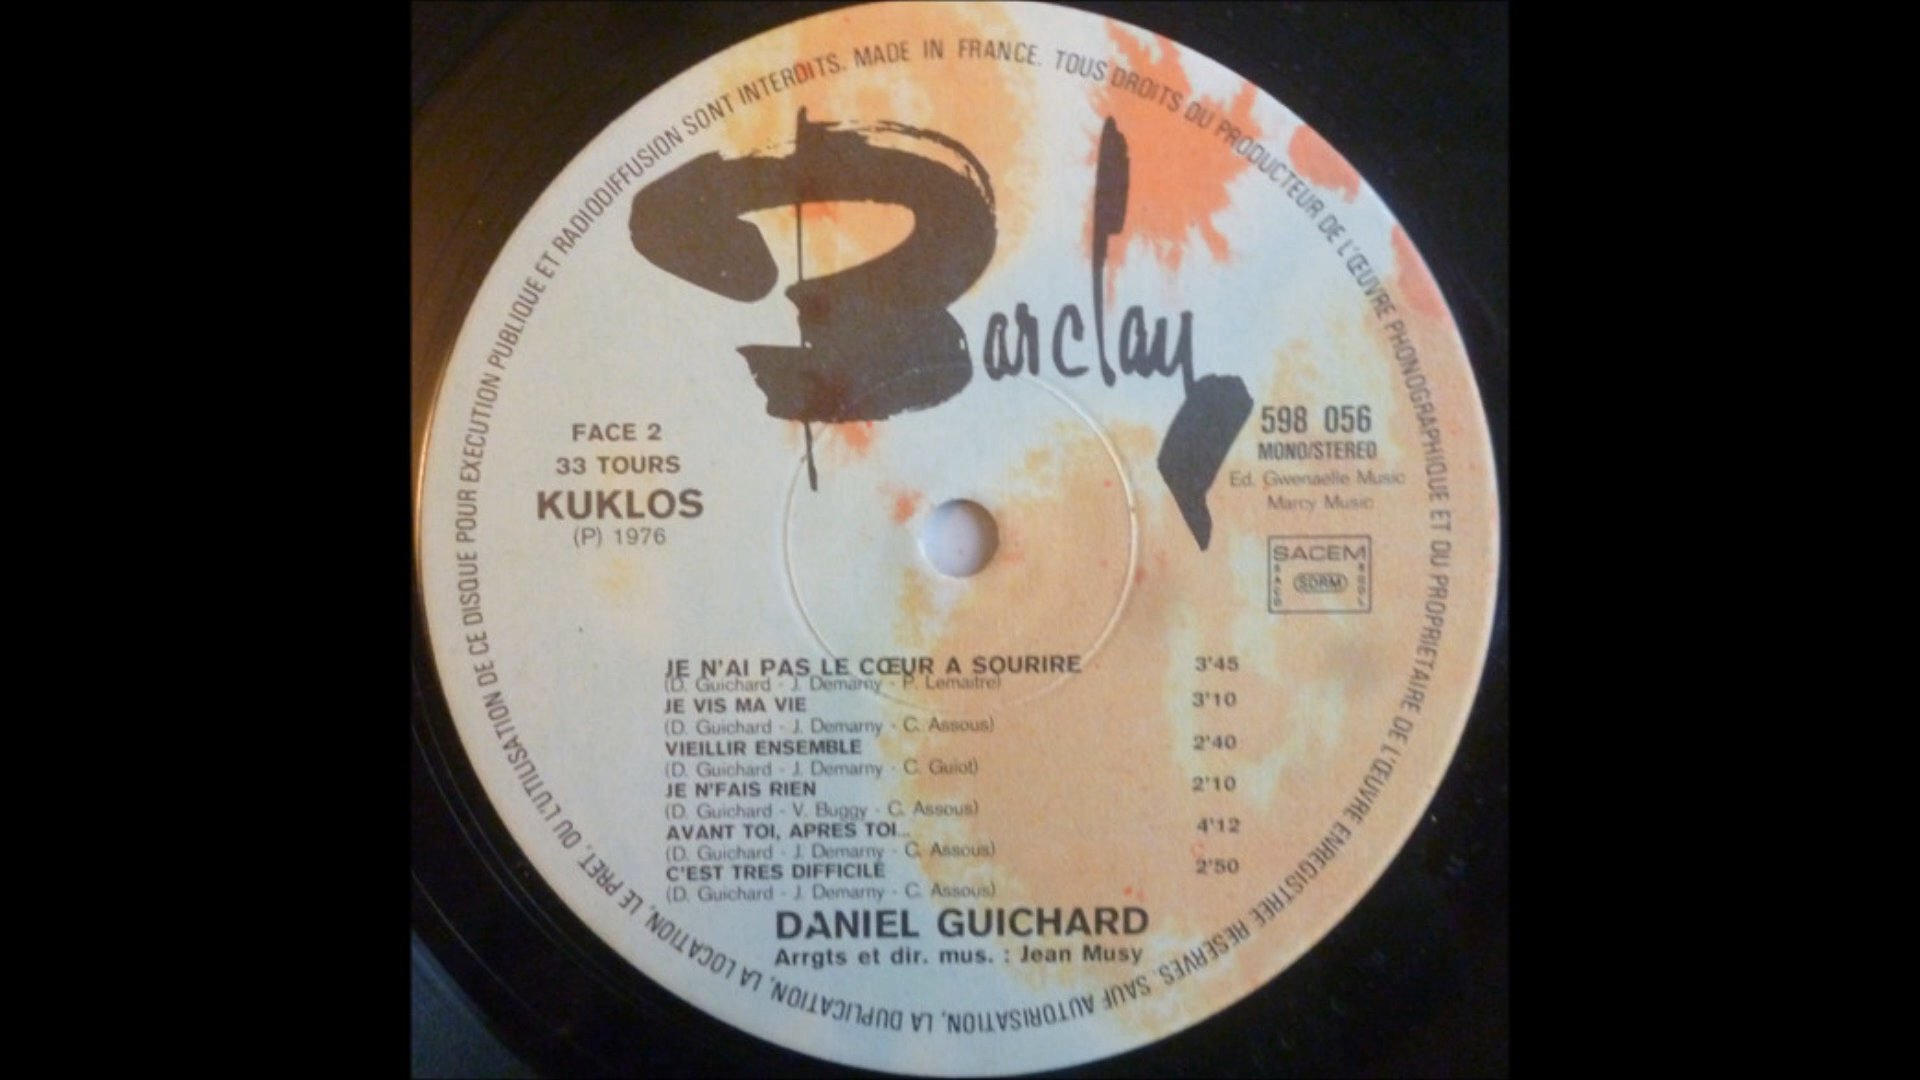 TOUS DROITS DU PRODUCTEUR DE L'ŒUVRE PHONOGRAPHIQUE ET DU PROPRIETAIRE DE L'ŒUVRE ENREGISTREE RESERVES. SAUF AUTORISATION, LA DUPLICATION, LA LOCATION, LE PRET, OU L'UTILISATION DE CE DISQUE POUR EXECUTION PUBLIQUE ET RADIODIFFUSION SONT INTERDITS. MADE IN FRANCE.
Barclay
FACE 2
33 TOURS
KUKLOS
(P) 1976
598 056
MONO/STEREO
Ed. Gwenaelle Music
Marcy Music
SACEM
SACD SDRM SGDL
JE N'AI PAS LE CŒUR A SOURIRE 3'45
(D. Guichard - J. Demarny - P. Lemaitre)
JE VIS MA VIE 3'10
(D. Guichard - J. Demarny - C. Assous)
VIEILLIR ENSEMBLE 2'40
(D. Guichard - J. Demarny - C. Guiot)
JE N'FAIS RIEN 2'10
(D. Guichard - V. Buggy - C. Assous)
AVANT TOI, APRES TOI... 4'12
(D. Guichard - J. Demarny - C. Assous)
C'EST TRES DIFFICILE 2'50
(D. Guichard - J. Demarny - C. Assous)
DANIEL GUICHARD
Arrgts et dir. mus. : Jean Musy